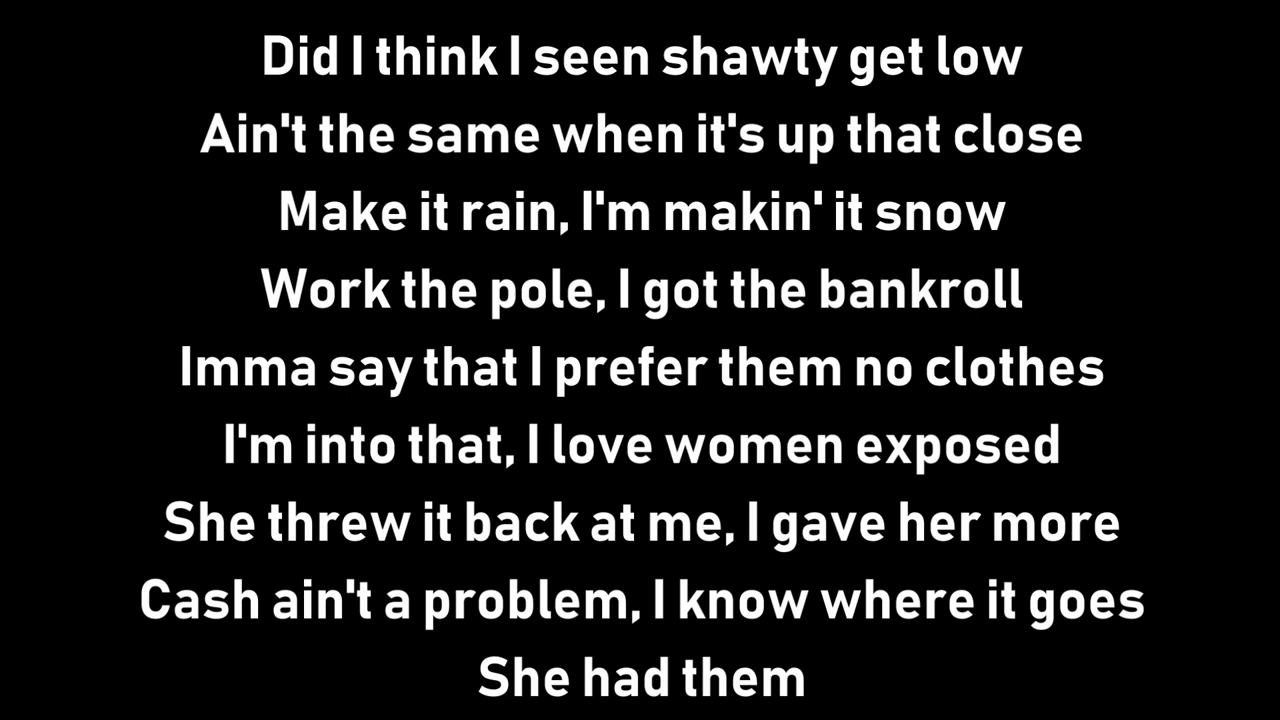 Did I think I seen shawty get low
Ain't the same when it's up that close
Make it rain, I'm makin' it snow
Work the pole, I got the bankroll
Imma say that I prefer them no clothes
I'm into that, I love women exposed
She threw it back at me, I gave her more
Cash ain't a problem, I know where it goes
She had them